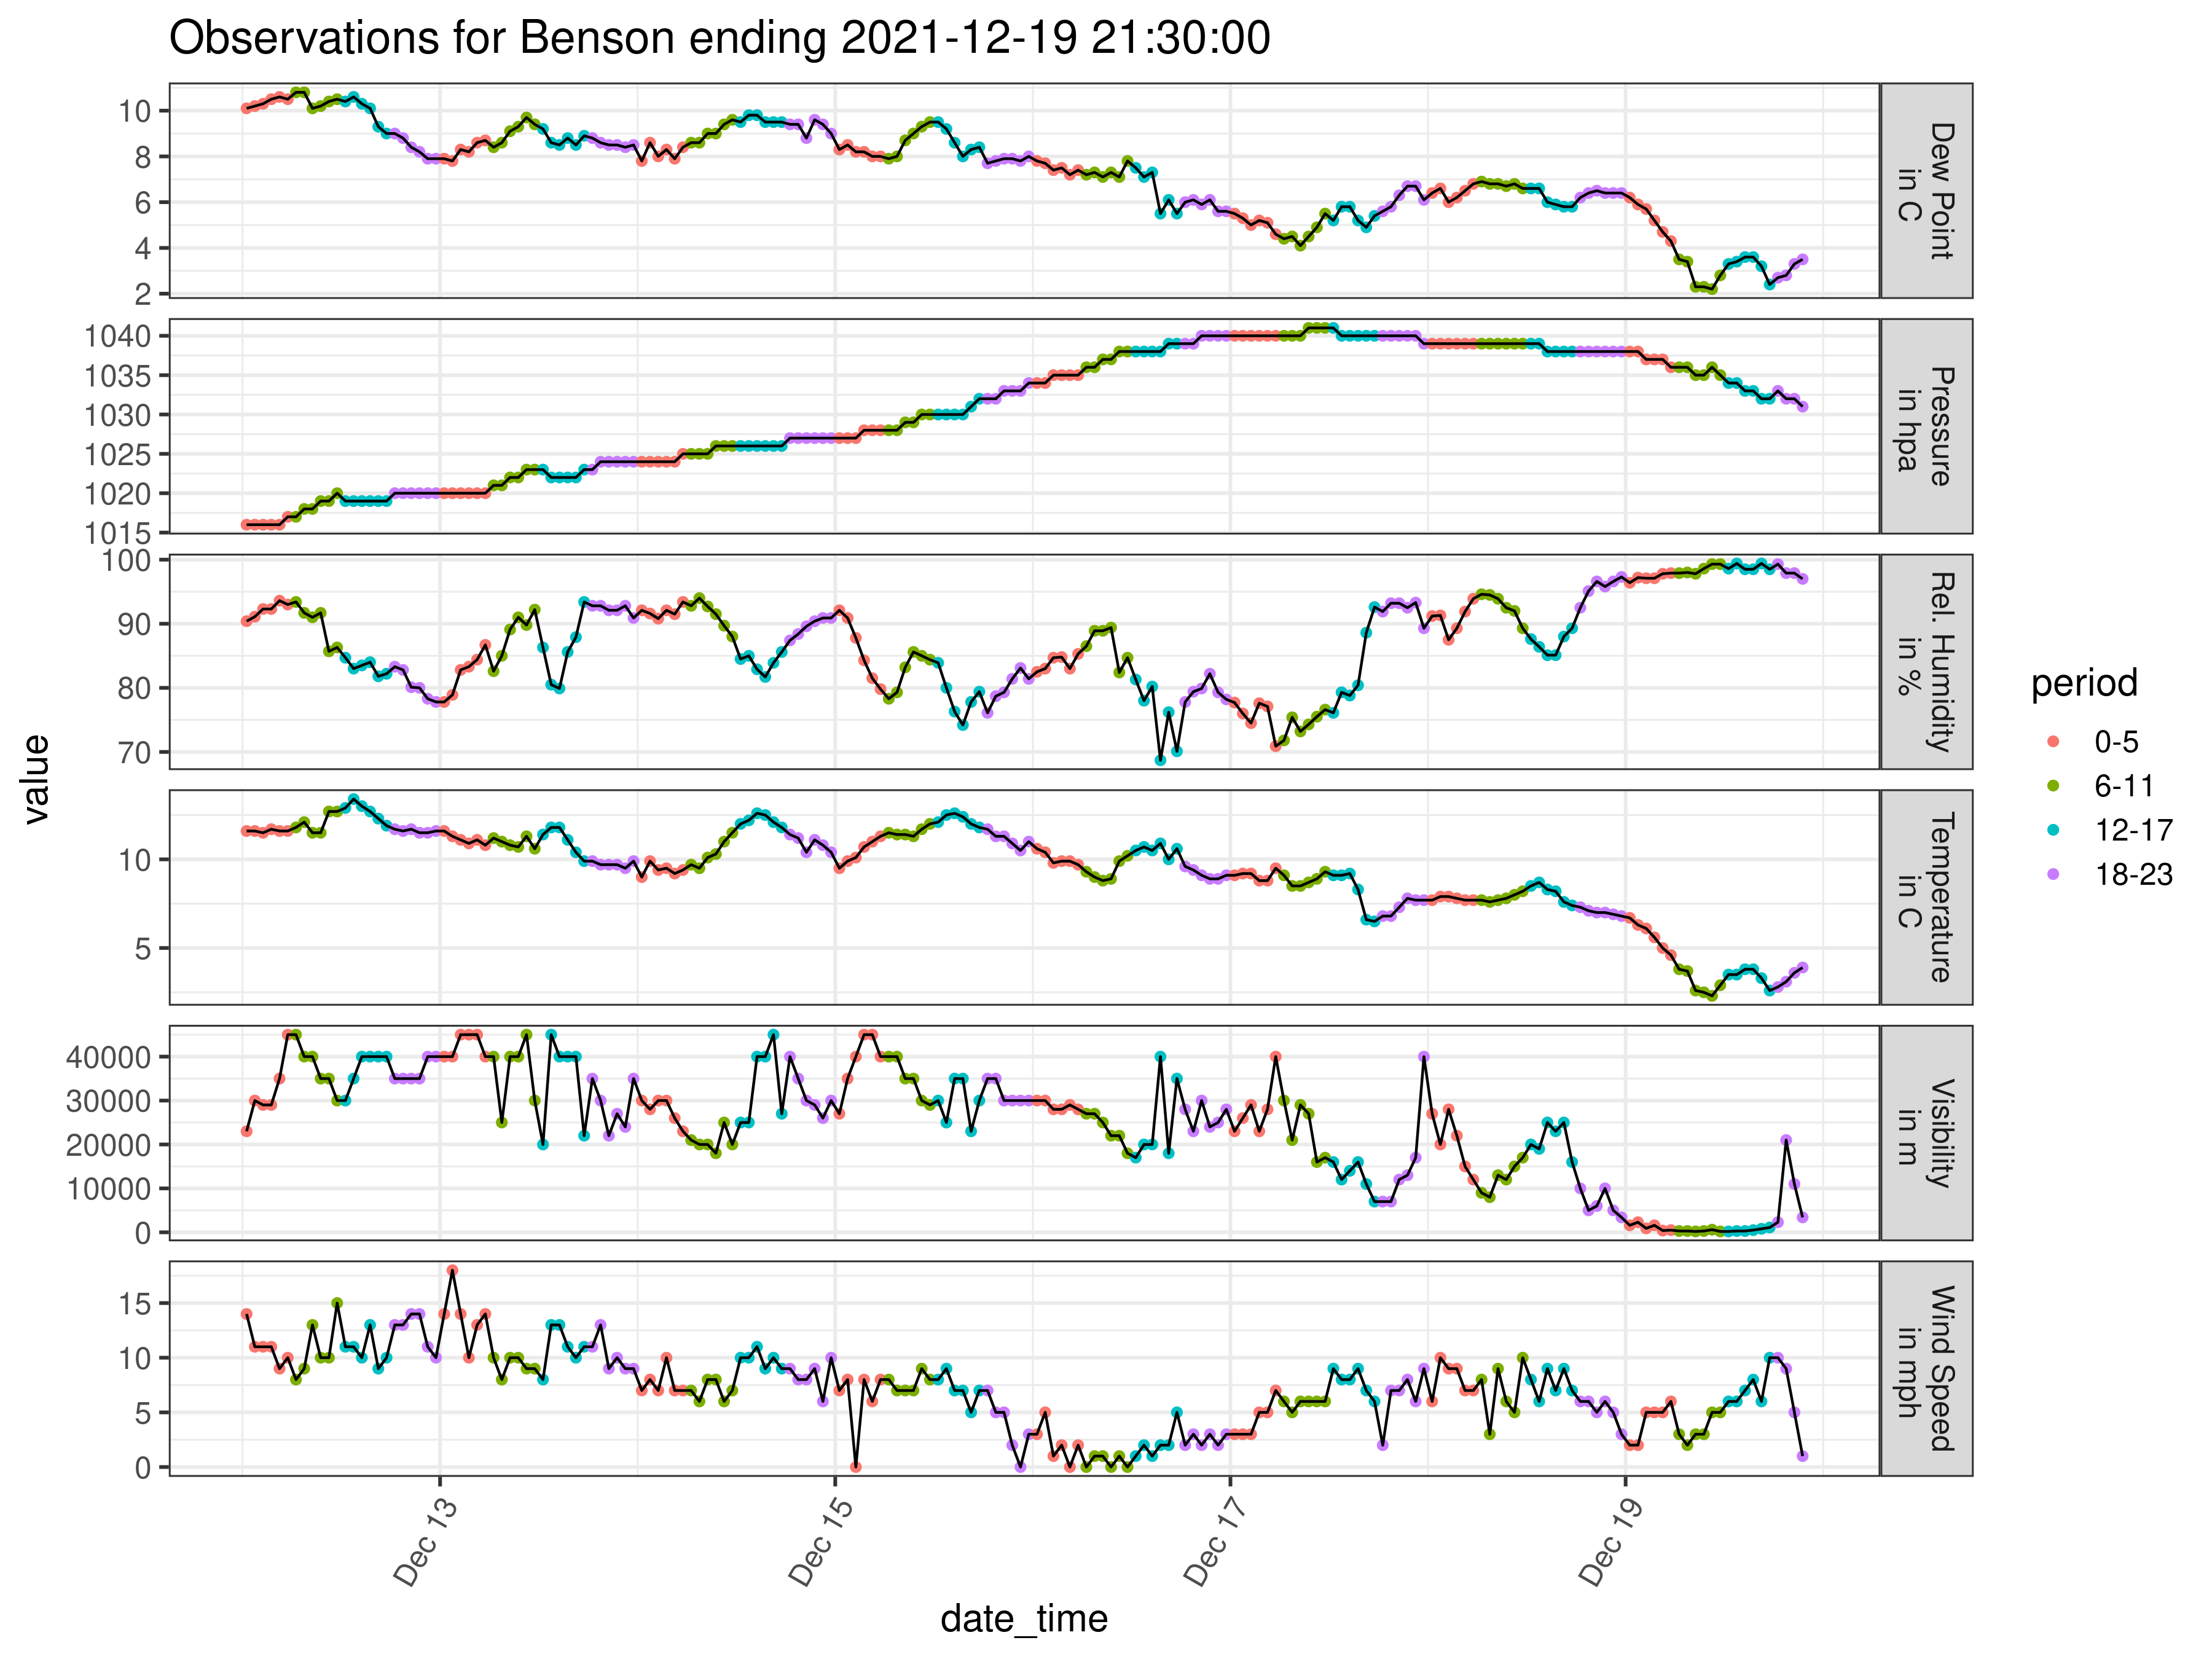 Observations for Benson ending 2021-12-19 21:30:00
value
10
8
6
4
2
Dew Point
in C
1040
1035
1030
1025
1020
1015
Pressure
in hpa
100
90
80
70
Rel. Humidity
in %
10
5
Temperature
in C
40000
30000
20000
10000
0
Visibility
in m
15
10
5
0
Wind Speed
in mph
Dec 13
Dec 15
Dec 17
Dec 19
date_time
period
0-5
6-11
12-17
18-23